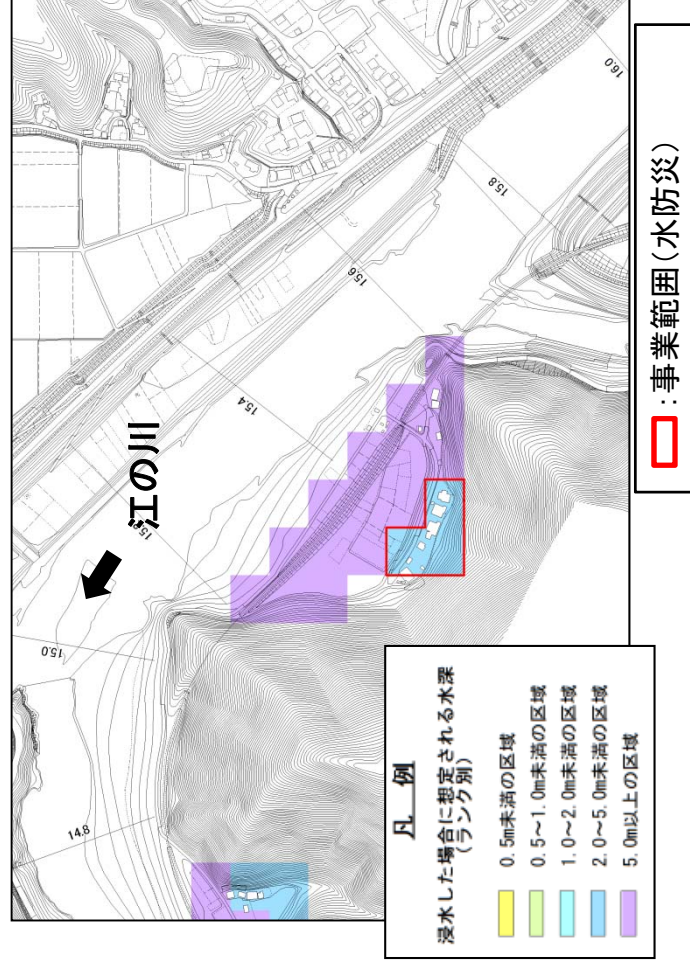 江の川
16.0
15.8
15.6
15.4
15.0
14.8
凡 例
浸水した場合に想定される水深
(ランク別)
0.5m未満の区域
0.5~1.0m未満の区域
1.0~2.0m未満の区域
2.0~5.0m未満の区域
5.0m以上の区域
:事業範囲(水防災)